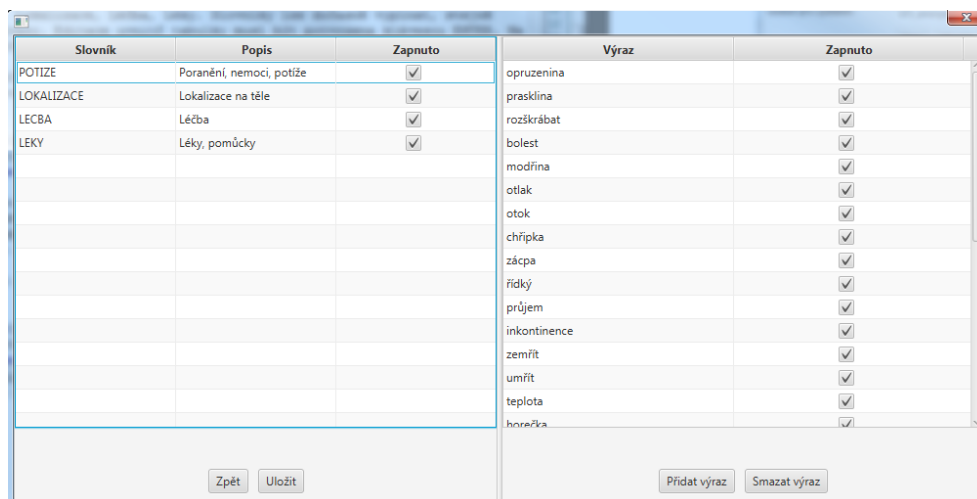 Slovník Popis Zapnuto
POTIZE Poranění, nemoci, potíže
LOKALIZACE Lokalizace na těle
LECBA Léčba
LEKY Léky, pomůcky
Zpět Uložit
Výraz Zapnuto
opruzenina
prasklina
rozškrábat
bolest
modřina
otlak
otok
chřipka
zácpa
řídký
průjem
inkontinence
zemřít
umřít
teplota
horečka
Přidat výraz Smazat výraz